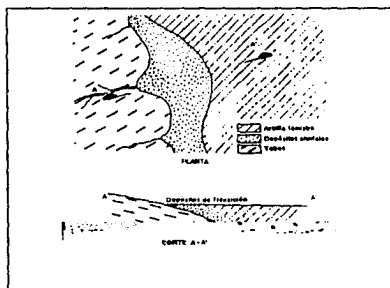 A
A'
Arcilla lacustre
Depósitos aluviales
Tobas
PLANTA
A
Depósitos de Transición
A'
CORTE A-A'